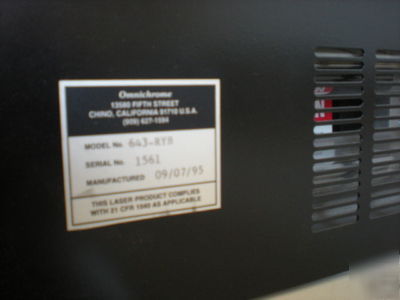 Omnichrome
13580 FIFTH STREET
CHINO, CALIFORNIA 91710 U.S.A.
(909) 627-1594
MODEL No. 643-RYB
SERIAL No. 1561
MANUFACTURED 09/07/95
THIS LASER PRODUCT COMPLIES
WITH 21 CFR 1040 AS APPLICABLE